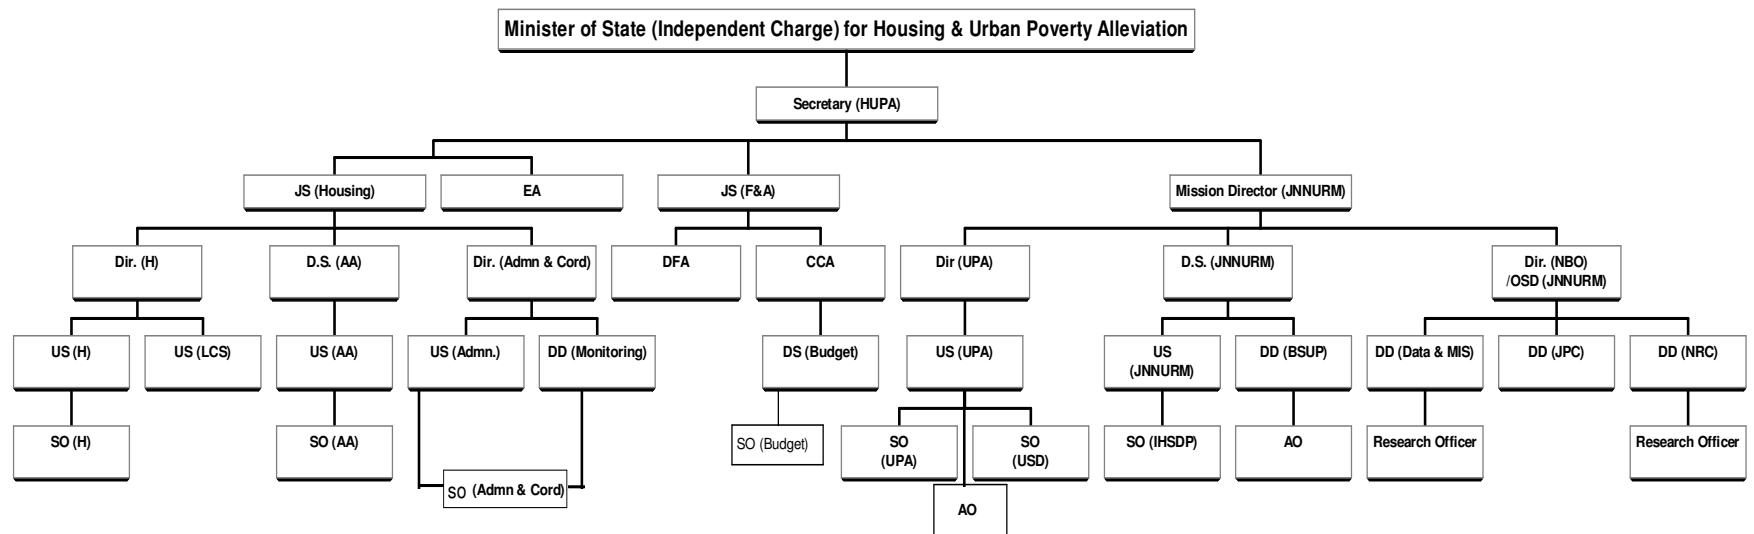 Minister of State (Independent Charge) for Housing & Urban Poverty Alleviation
Secretary (HUPA)
JS (Housing)
EA
JS (F&A)
Mission Director (JNNURM)
Dir. (H)
D.S. (AA)
Dir. (Admn & Cord)
DFA
CCA
Dir (UPA)
D.S. (JNNURM)
Dir. (NBO)
/OSD (JNNURM)
US (H)
US (LCS)
US (AA)
US (Admn.)
DD (Monitoring)
DS (Budget)
US (UPA)
US
(JNNURM)
DD (BSUP)
DD (Data & MIS)
DD (JPC)
DD (NRC)
SO (H)
SO (AA)
SO (Admn & Cord)
SO (Budget)
SO
(UPA)
SO
(USD)
AO
SO (IHSDP)
AO
Research Officer
Research Officer